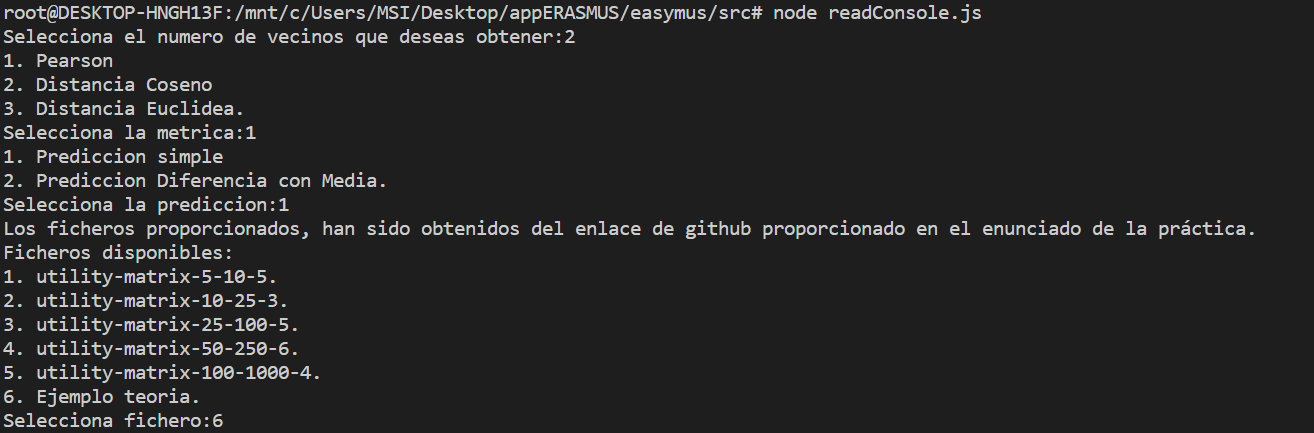 root@DESKTOP-HNGH13F:/mnt/c/Users/MSI/Desktop/appERASMUS/easymus/src# node readConsole.js
Selecciona el numero de vecinos que deseas obtener:2
1. Pearson
2. Distancia Coseno
3. Distancia Euclidea.
Selecciona la metrica:1
1. Prediccion simple
2. Prediccion Diferencia con Media.
Selecciona la prediccion:1
Los ficheros proporcionados, han sido obtenidos del enlace de github proporcionado en el enunciado de la práctica.
Ficheros disponibles:
1. utility-matrix-5-10-5.
2. utility-matrix-10-25-3.
3. utility-matrix-25-100-5.
4. utility-matrix-50-250-6.
5. utility-matrix-100-1000-4.
6. Ejemplo teoria.
Selecciona fichero:6